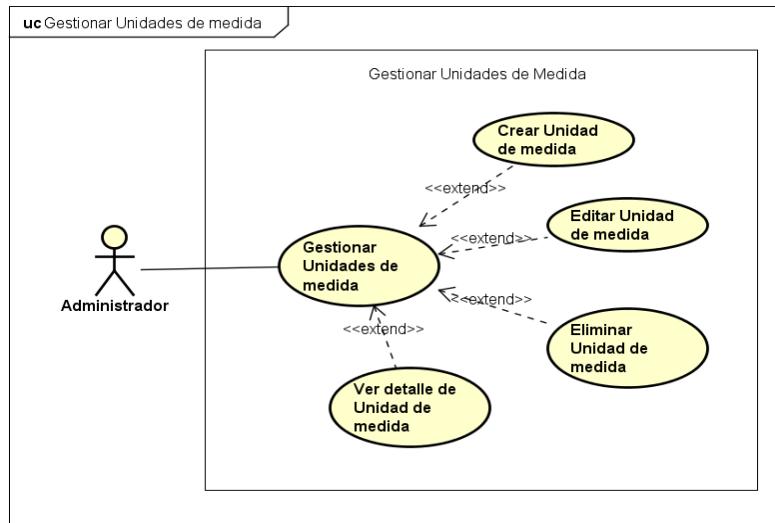 uc Gestionar Unidades de medida
Gestionar Unidades de Medida
Crear Unidad
de medida
<<extend>>
Editar Unidad
de medida
<<extend>>
Gestionar
Unidades de
medida
Administrador
<<extend>>
Eliminar
Unidad de
medida
<<extend>>
Ver detalle de
Unidad de
medida